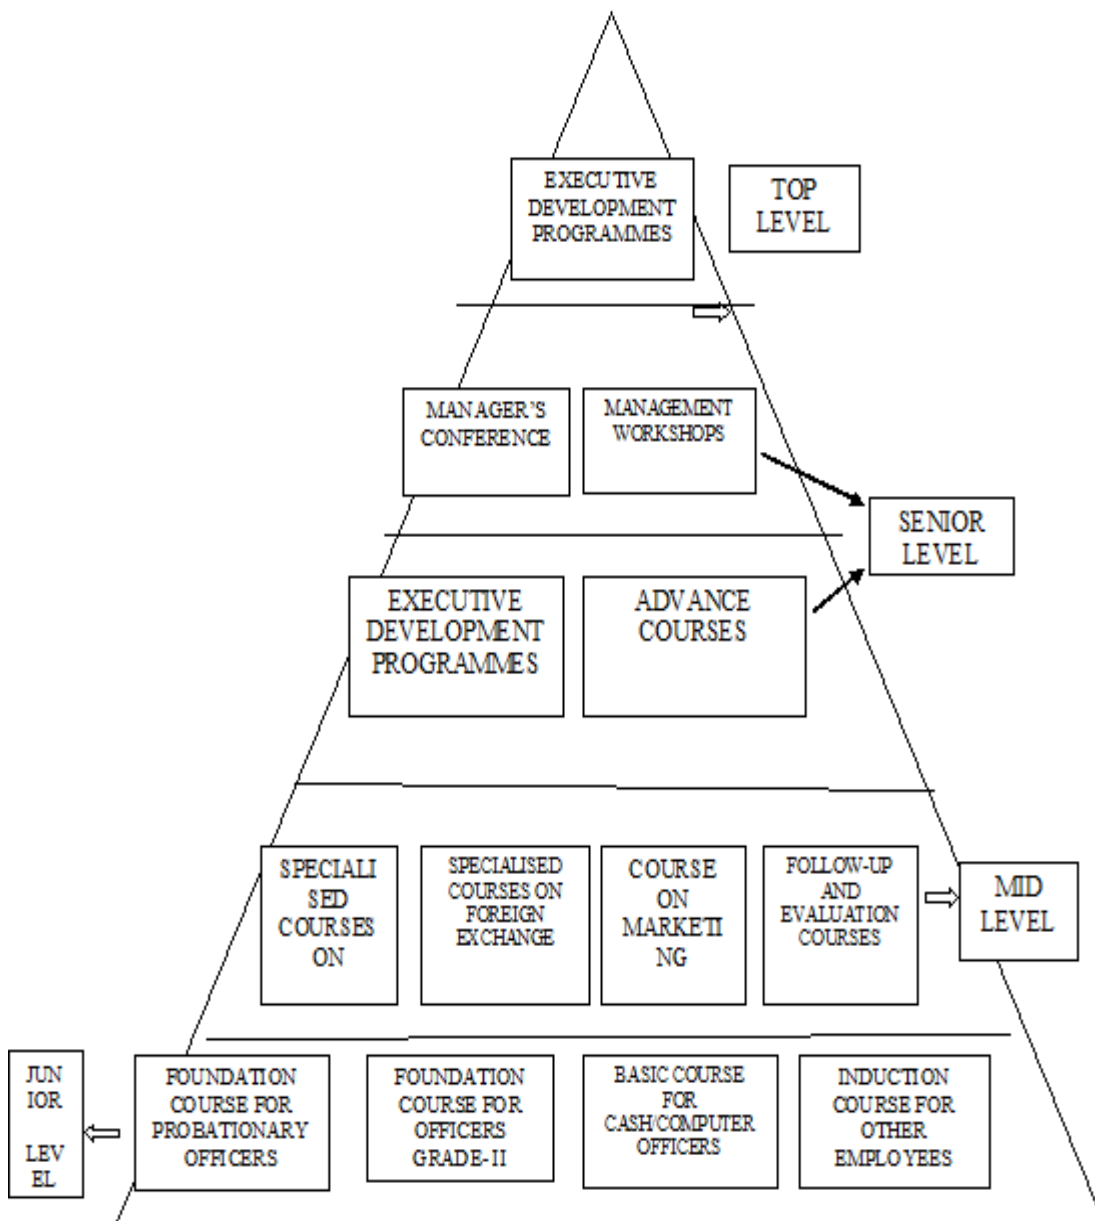 EXECUTIVE
DEVELOPMENT
PROGRAMMES
TOP
LEVEL
MANAGER'S
CONFERENCE
MANAGEMENT
WORKSHOPS
SENIOR
LEVEL
EXECUTIVE
DEVELOPMENT
PROGRAMMES
ADVANCE
COURSES
SPECIALI
SED
COURSES
ON
SPECIALISED
COURSES ON
FOREIGN
EXCHANGE
COURSE
ON
MARKETI
NG
FOLLOW-UP
AND
EVALUATION
COURSES
MID
LEVEL
JUN
IOR
LEV
EL
FOUNDATION
COURSE FOR
PROBATIONARY
OFFICERS
FOUNDATION
COURSE FOR
OFFICERS
GRADE-II
BASIC COURSE
FOR
CASH/COMPUTER
OFFICERS
INDUCTION
COURSE FOR
OTHER
EMPLOYEES